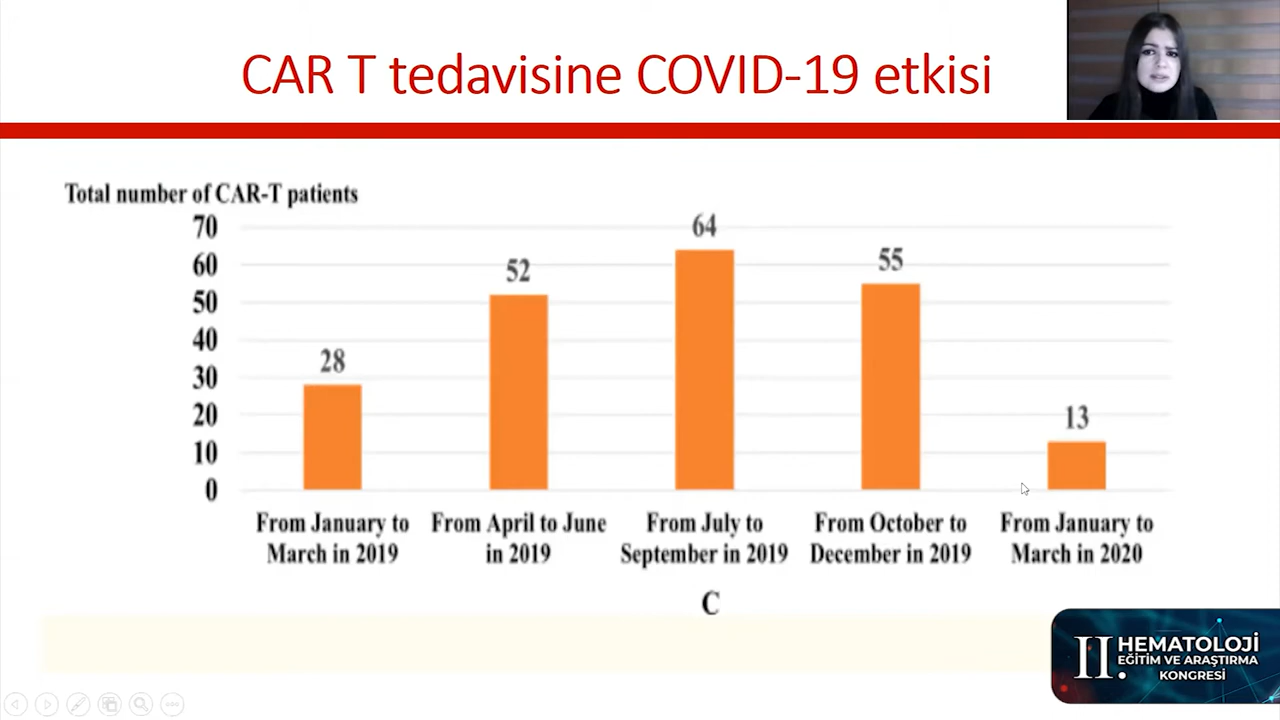 CAR T tedavisine COVID-19 etkisi
Total number of CAR-T patients
70
60
50
40
30
20
10
0
28
52
64
55
13
From January to
March in 2019
From April to June
in 2019
From July to
September in 2019
From October to
December in 2019
From January to
March in 2020
C
II.
HEMATOLOJİ
EĞİTİM VE ARAŞTIRMA
KONGRESİ